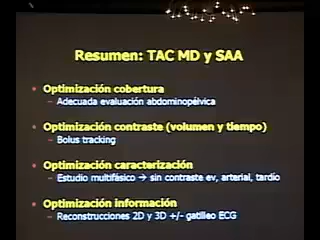 Resumen: TAC MD y SAA
• Optimización cobertura
– Adecuada evaluación abdominopélvica
• Optimización contraste (volumen y tiempo)
– Bolus tracking
• Optimización caracterización
– Estudio multifásico → sin contraste ev, arterial, tardío
• Optimización información
– Reconstrucciones 2D y 3D +/- gatilleo ECG